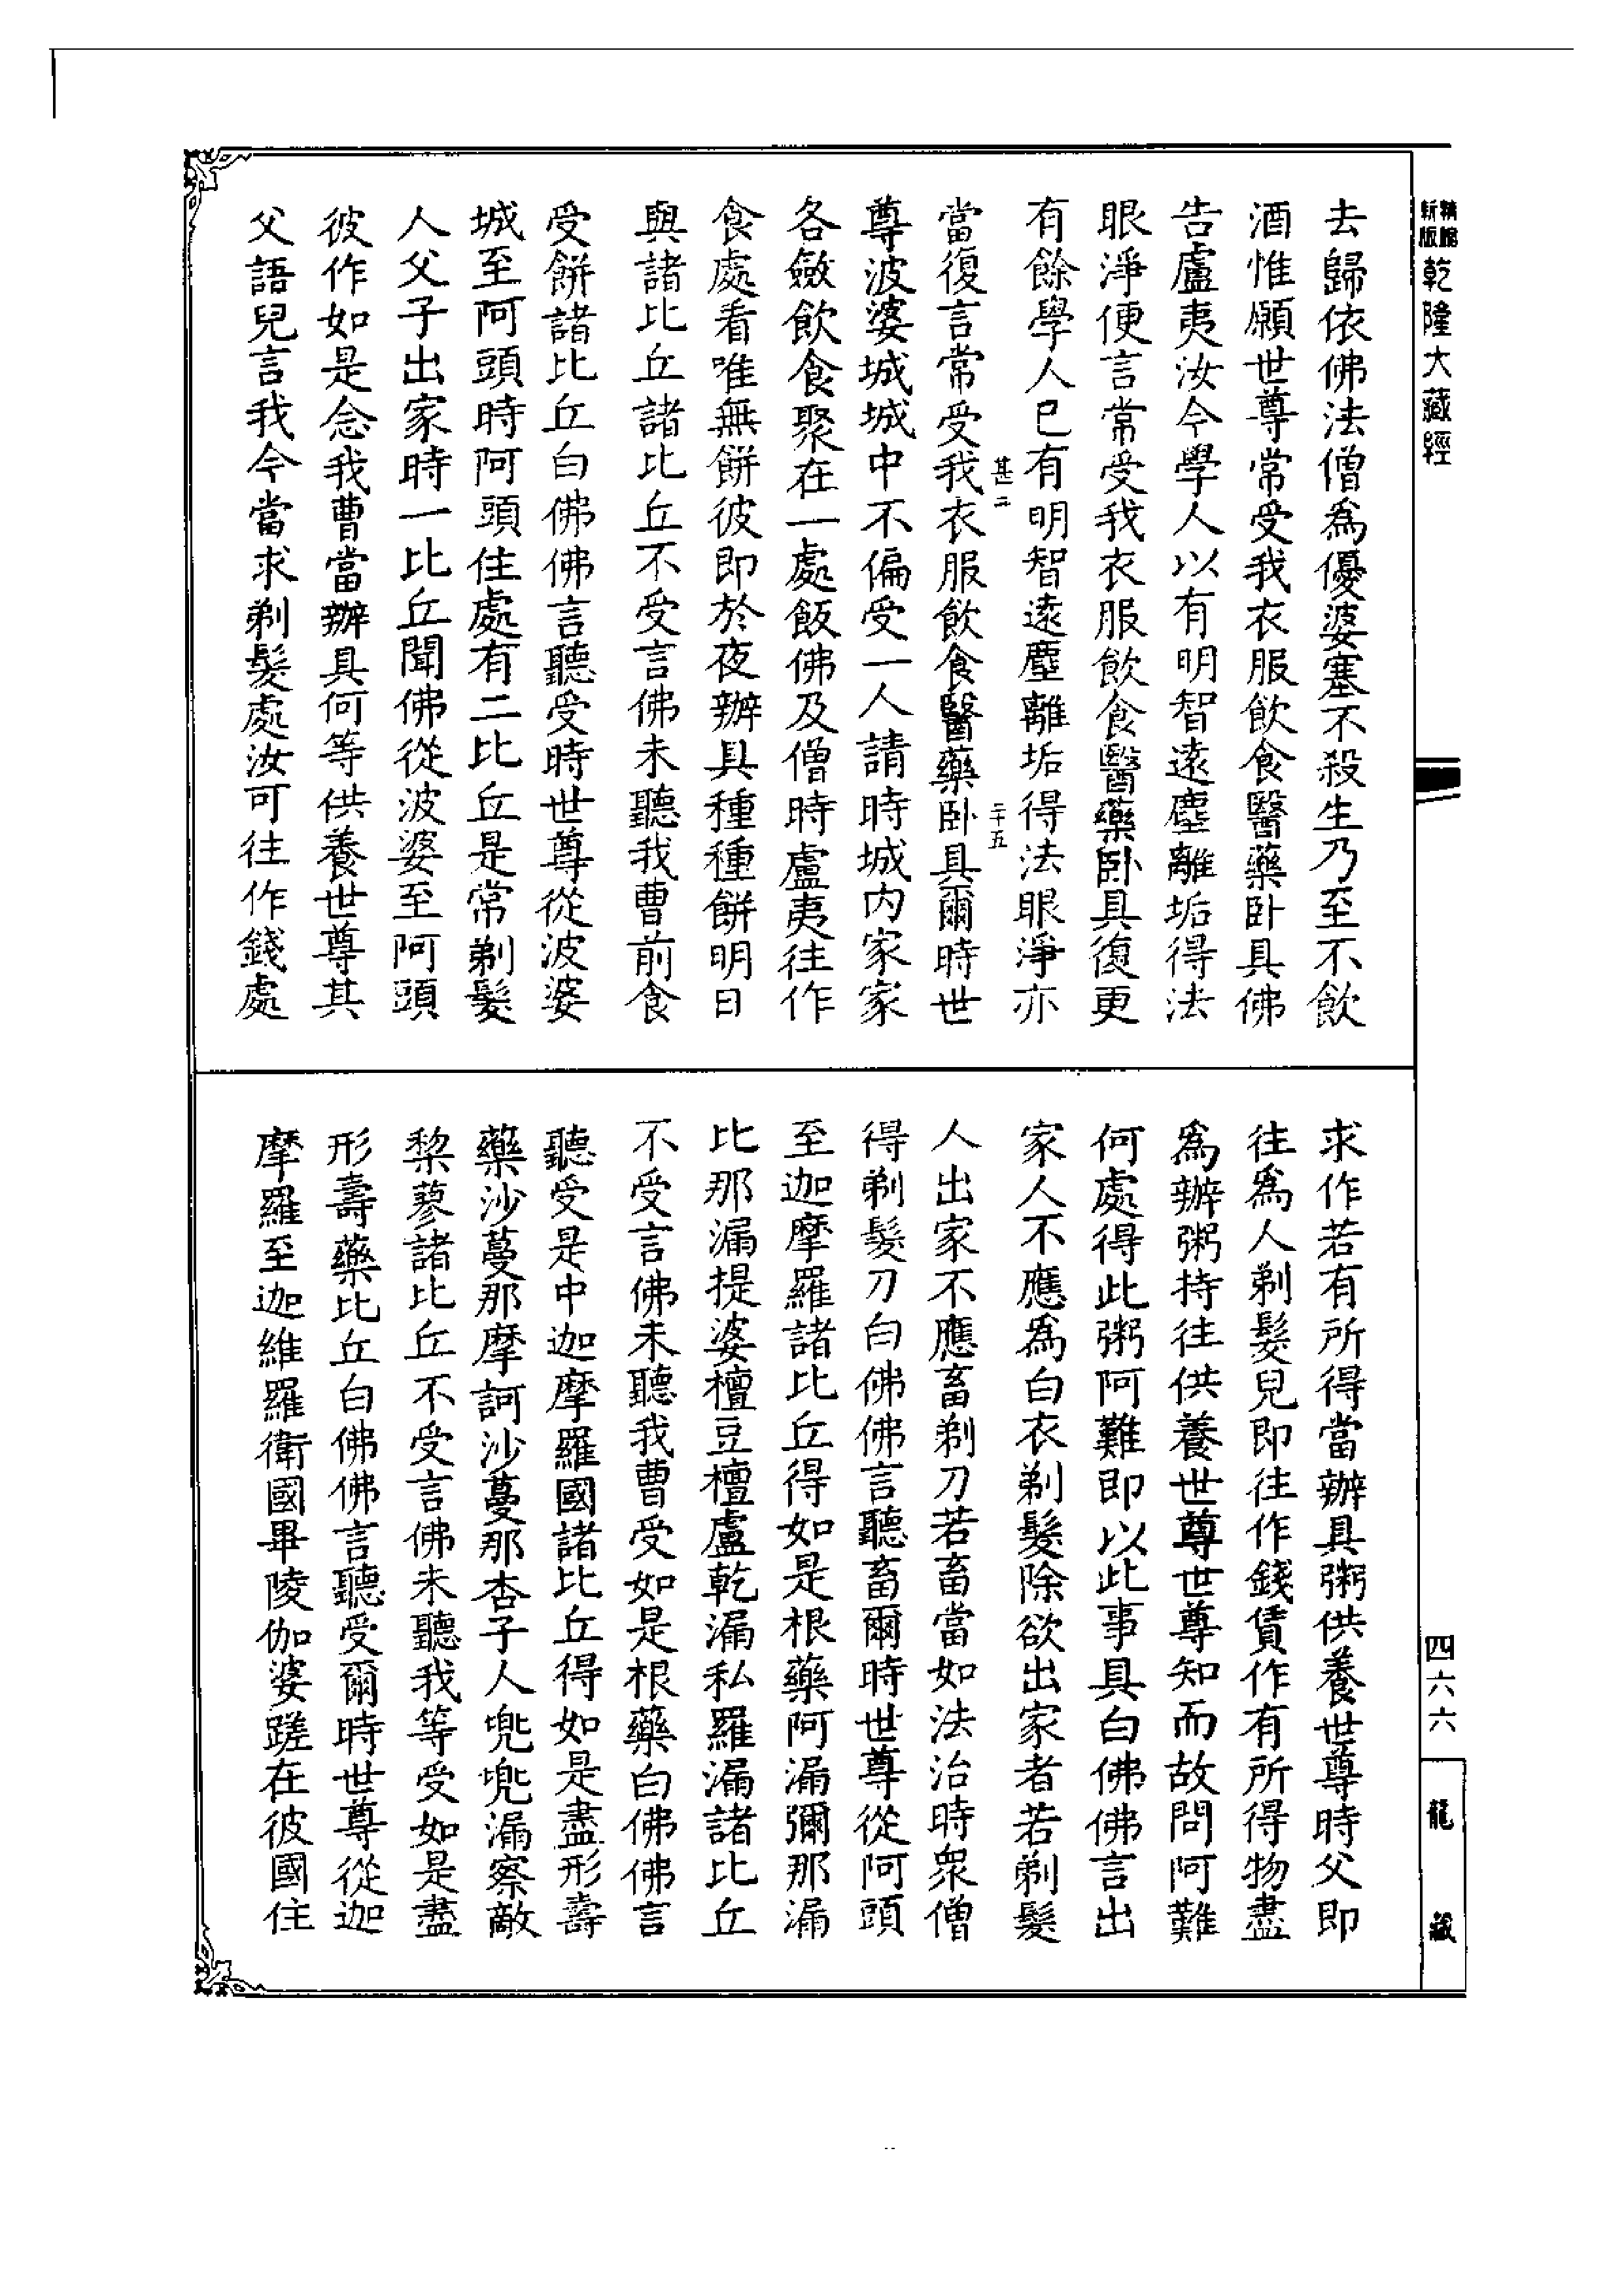 新版精縮乾隆大藏經
去歸依佛法僧為優婆塞不殺生乃至不飲
酒惟願世尊常受我衣服飲食醫藥卧具佛
告盧夷汝今學人以有明智遠塵離垢得法
眼淨便言常受我衣服飲食醫藥卧具復更
有餘學人已有明智遠塵離垢得法眼淨亦
甚二
二十五
當復言常受我衣服飲食醫藥卧具爾時世
尊波婆城城中不偏受一人請時城内家家
各斂飲食聚在一處飯佛及僧時盧夷往作
食處看唯無餅彼即於夜辦具種種餅明日
與諸比丘諸比丘不受言佛未聽我曹前食
受餅諸比丘白佛佛言聽受時世尊從波婆
城至阿頭時阿頭住處有二比丘是常剃髮
人父子出家時一比丘聞佛從波婆至阿頭
彼作如是念我曹當辦具何等供養世尊其
父語兒言我今當求剃髮處汝可往作錢處
求作若有所得當辦具粥供養世尊時父即
往為人剃髮兒即往作錢賃作有所得物盡
為辦粥持往供養世尊世尊知而故問阿難
何處得此粥阿難即以此事具白佛佛言出
家人不應為白衣剃髮除欲出家者若剃髮
人出家不應畜剃刀若畜當如法治時眾僧
得剃髮刀白佛佛言聽畜爾時世尊從阿頭
至迦摩羅諸比丘得如是根藥阿漏彌那漏
比那漏提婆檀豆檀盧乾漏私羅漏諸比丘
不受言佛未聽我曹受如是根藥白佛佛言
聽受是中迦摩羅國諸比丘得如是盡形壽
藥沙蔓那摩訶沙蔓那杏子人兜兜漏察敵
棃蓼諸比丘不受言佛未聽我等受如是盡
形壽藥比丘白佛佛言聽受爾時世尊從迦
摩羅至迦維羅衛國畢陵伽婆蹉在彼國住
四六六
龍藏